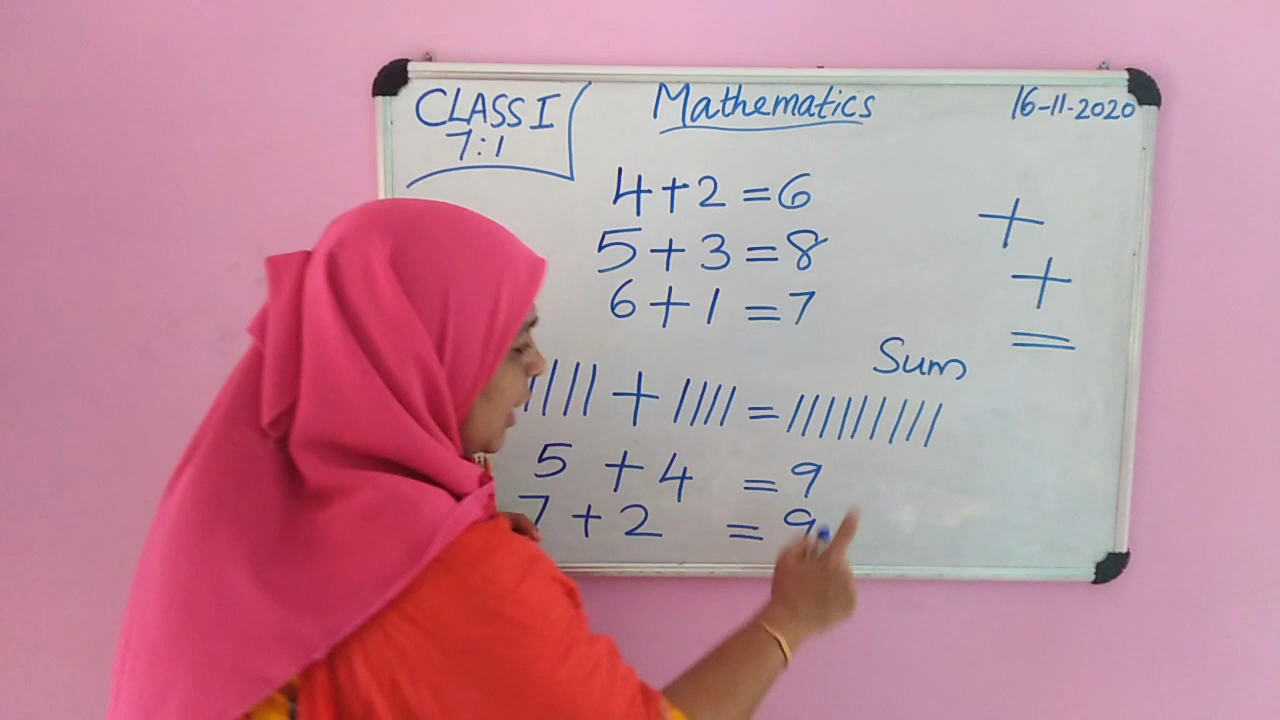 CLASS I
7:1
Mathematics
16-11-2020
4+2=6
5+3=8
6+1=7
+
+
=
Sum
|||| + |||| = |||||||||
5 + 4 = 9
7 + 2 = 9